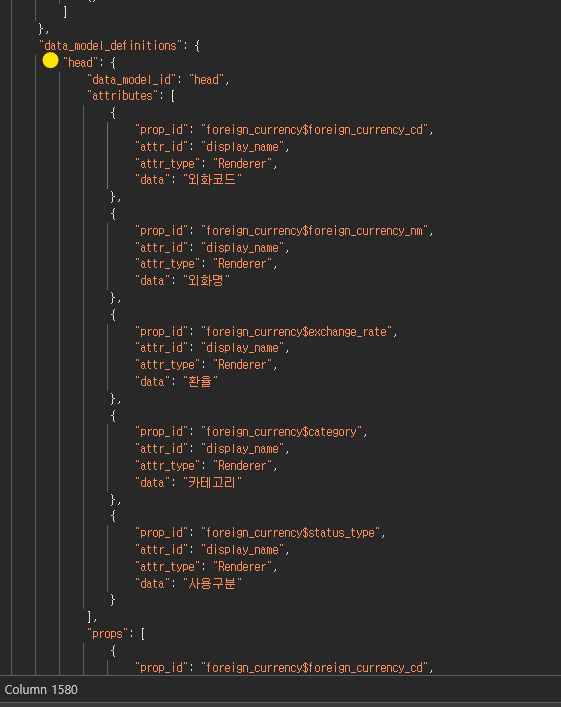 ]
},
"data_model_definitions": {
"head": {
"data_model_id": "head",
"attributes": [
{
"prop_id": "foreign_currency$foreign_currency_cd",
"attr_id": "display_name",
"attr_type": "Renderer",
"data": "외화코드"
},
{
"prop_id": "foreign_currency$foreign_currency_nm",
"attr_id": "display_name",
"attr_type": "Renderer",
"data": "외화명"
},
{
"prop_id": "foreign_currency$exchange_rate",
"attr_id": "display_name",
"attr_type": "Renderer",
"data": "환율"
},
{
"prop_id": "foreign_currency$category",
"attr_id": "display_name",
"attr_type": "Renderer",
"data": "카테고리"
},
{
"prop_id": "foreign_currency$status_type",
"attr_id": "display_name",
"attr_type": "Renderer",
"data": "사용구분"
}
],
"props": [
{
"prop_id": "foreign_currency$foreign_currency_cd",
Column 1580